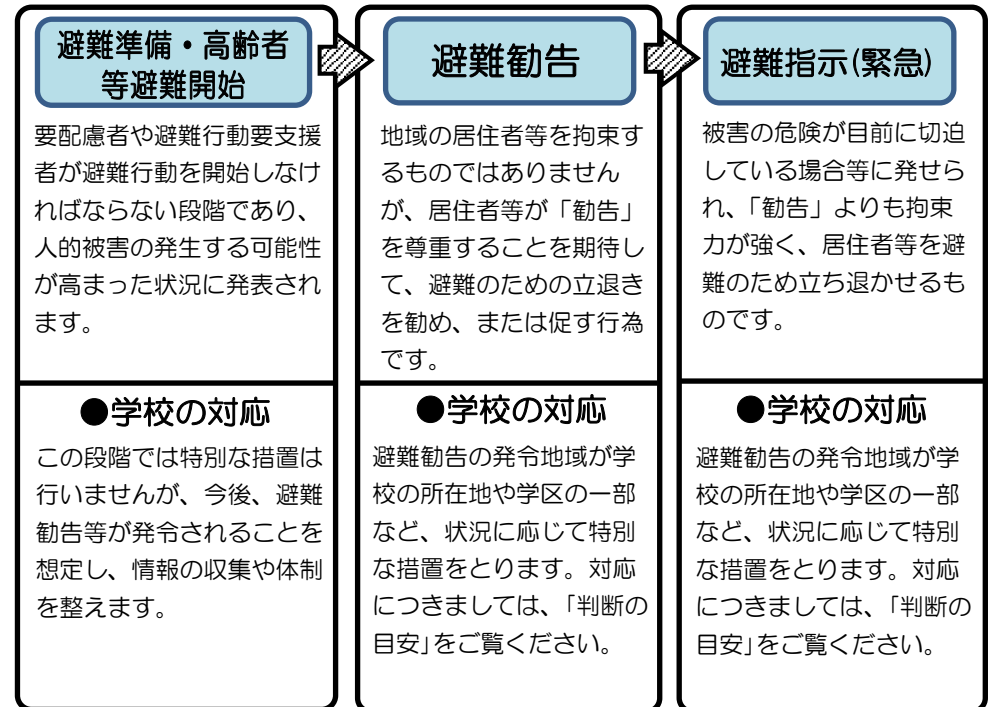 避難準備・高齢者
等避難開始
要配慮者や避難行動要支援
者が避難行動を開始しなけ
ればならない段階であり、
人的被害の発生する可能性
が高まった状況に発表され
ます。
●学校の対応
この段階では特別な措置は
行いませんが、今後、避難
勧告等が発令されることを
想定し、情報の収集や体制
を整えます。
避難勧告
地域の居住者等を拘束す
るものではありません
が、居住者等が「勧告」
を尊重することを期待し
て、避難のための立退き
を勧め、または促す行為
です。
●学校の対応
避難勧告の発令地域が学
校の所在地や学区の一部
など、状況に応じて特別
な措置をとります。対応
につきましては、「判断の
目安」をご覧ください。
避難指示(緊急)
被害の危険が目前に切迫
している場合等に発せら
れ、「勧告」よりも拘束
力が強く、居住者等を避
難のため立ち退かせるも
のです。
●学校の対応
避難勧告の発令地域が学
校の所在地や学区の一部
など、状況に応じて特別
な措置をとります。対応
につきましては、「判断の
目安」をご覧ください。